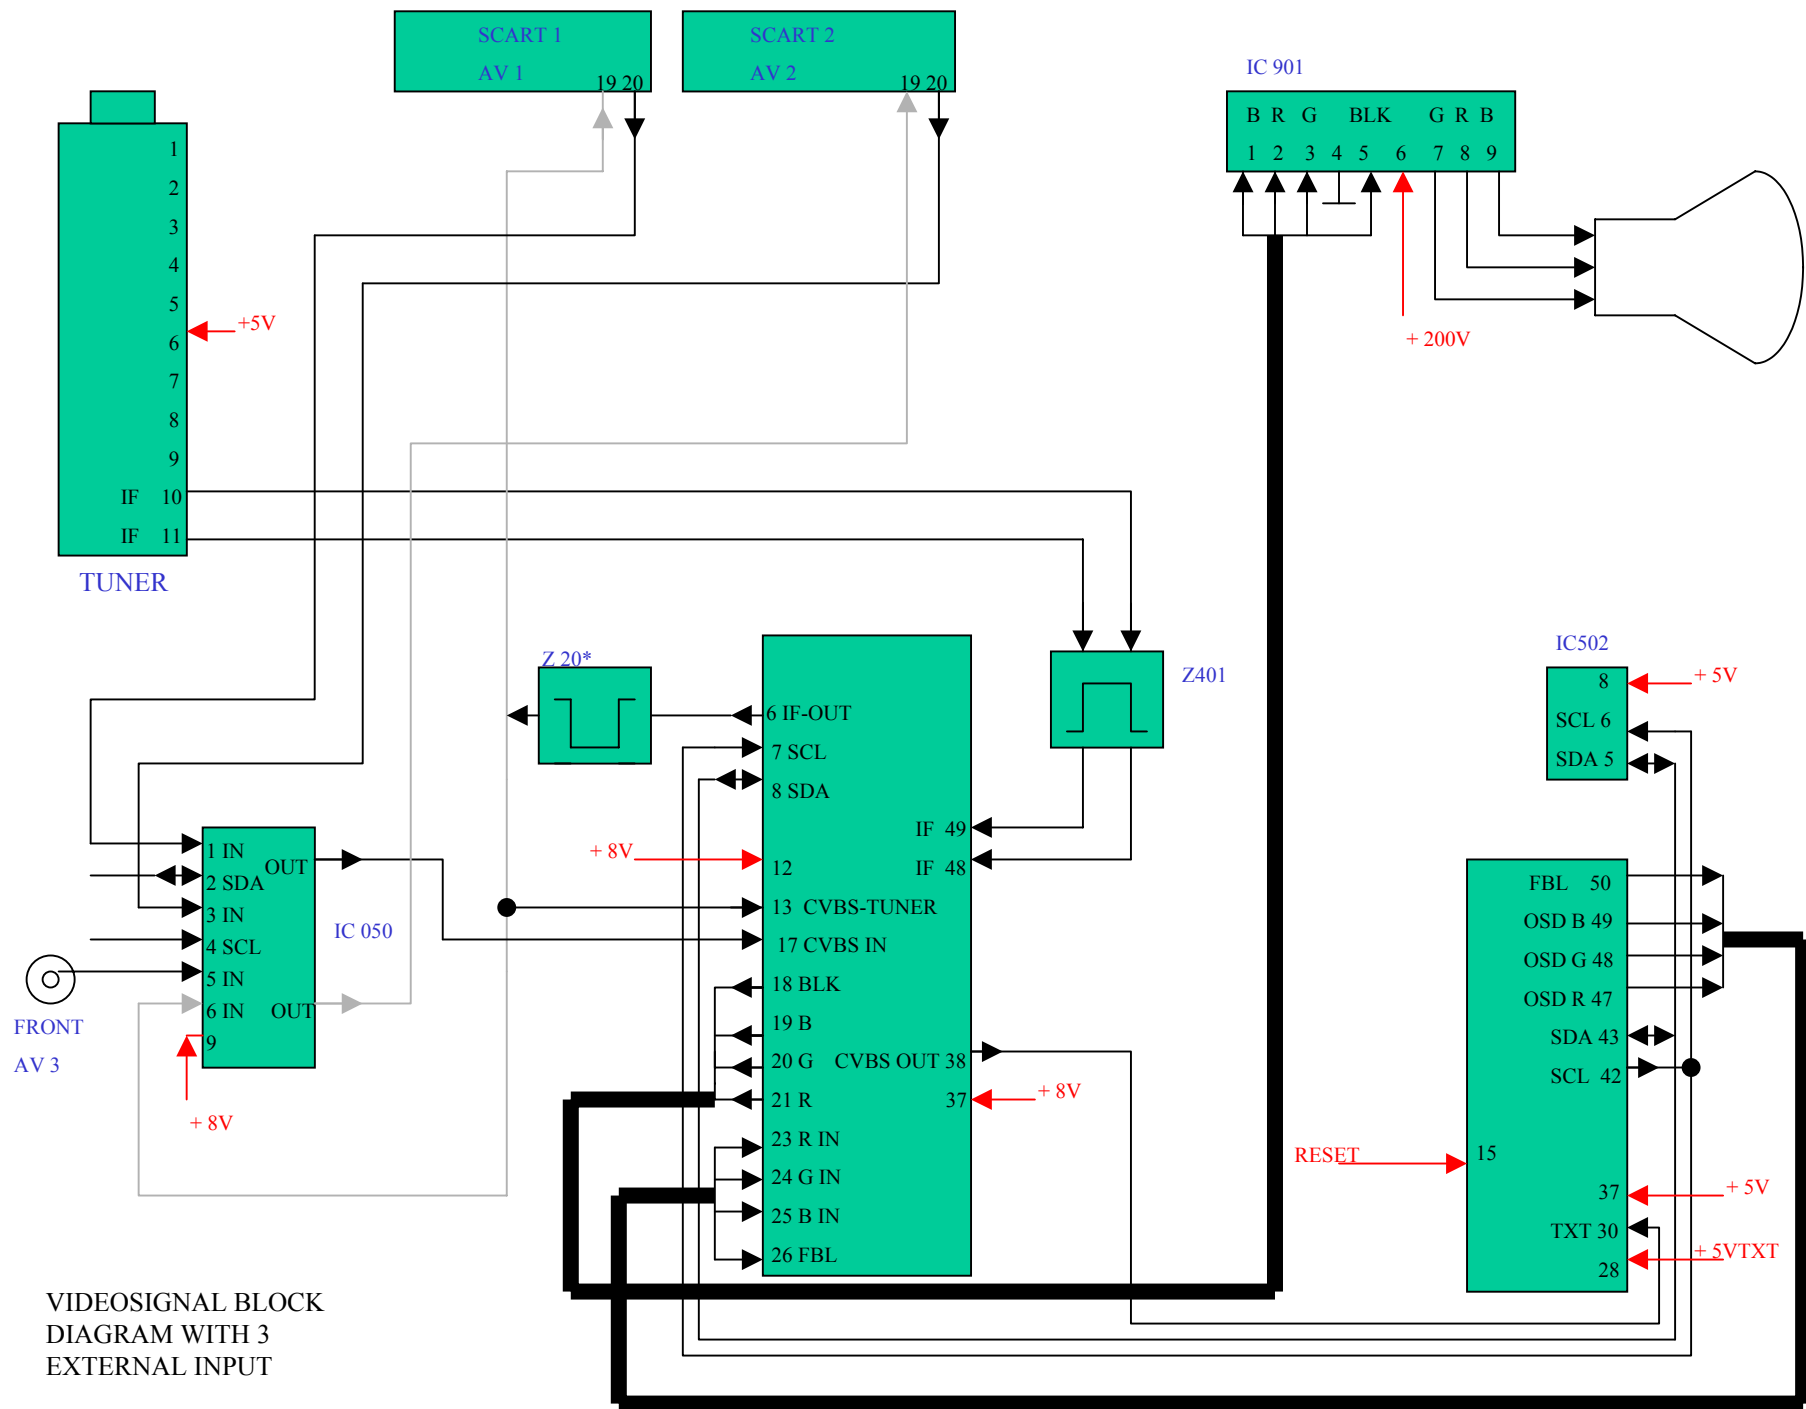 SCART 1
AV 1
19 20
SCART 2
AV 2
19 20
IC 901
B R G BLK G R B
1 2 3 4 5 6 7 8 9
+ 200V
1
2
3
4
5
+5V
6
7
8
9
IF 10
IF 11
TUNER
Z 20*
Z401
6 IF-OUT
7 SCL
8 SDA
IF 49
+ 8V
12
IF 48
13 CVBS-TUNER
17 CVBS IN
18 BLK
19 B
20 G
CVBS OUT 38
21 R
37
+ 8V
23 R IN
24 G IN
25 B IN
26 FBL
1 IN
OUT
2 SDA
3 IN
IC 050
4 SCL
5 IN
6 IN
OUT
9
+ 8V
FRONT
AV 3
IC502
8
+ 5V
SCL 6
SDA 5
FBL 50
OSD B 49
OSD G 48
OSD R 47
SDA 43
SCL 42
RESET
15
37
+ 5V
TXT 30
+ 5VTXT
28
VIDEOSIGNAL BLOCK
DIAGRAM WITH 3
EXTERNAL INPUT